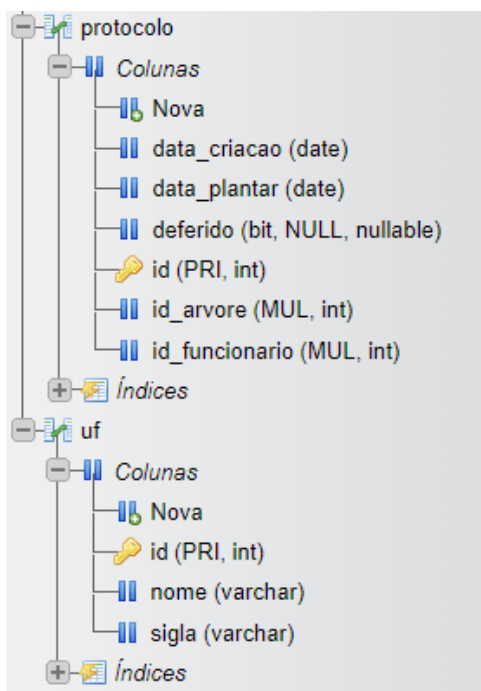 protocolo
Colunas
Nova
data_criacao (date)
data_plantar (date)
deferido (bit, NULL, nullable)
id (PRI, int)
id_arvore (MUL, int)
id_funcionario (MUL, int)
Índices
uf
Colunas
Nova
id (PRI, int)
nome (varchar)
sigla (varchar)
Índices